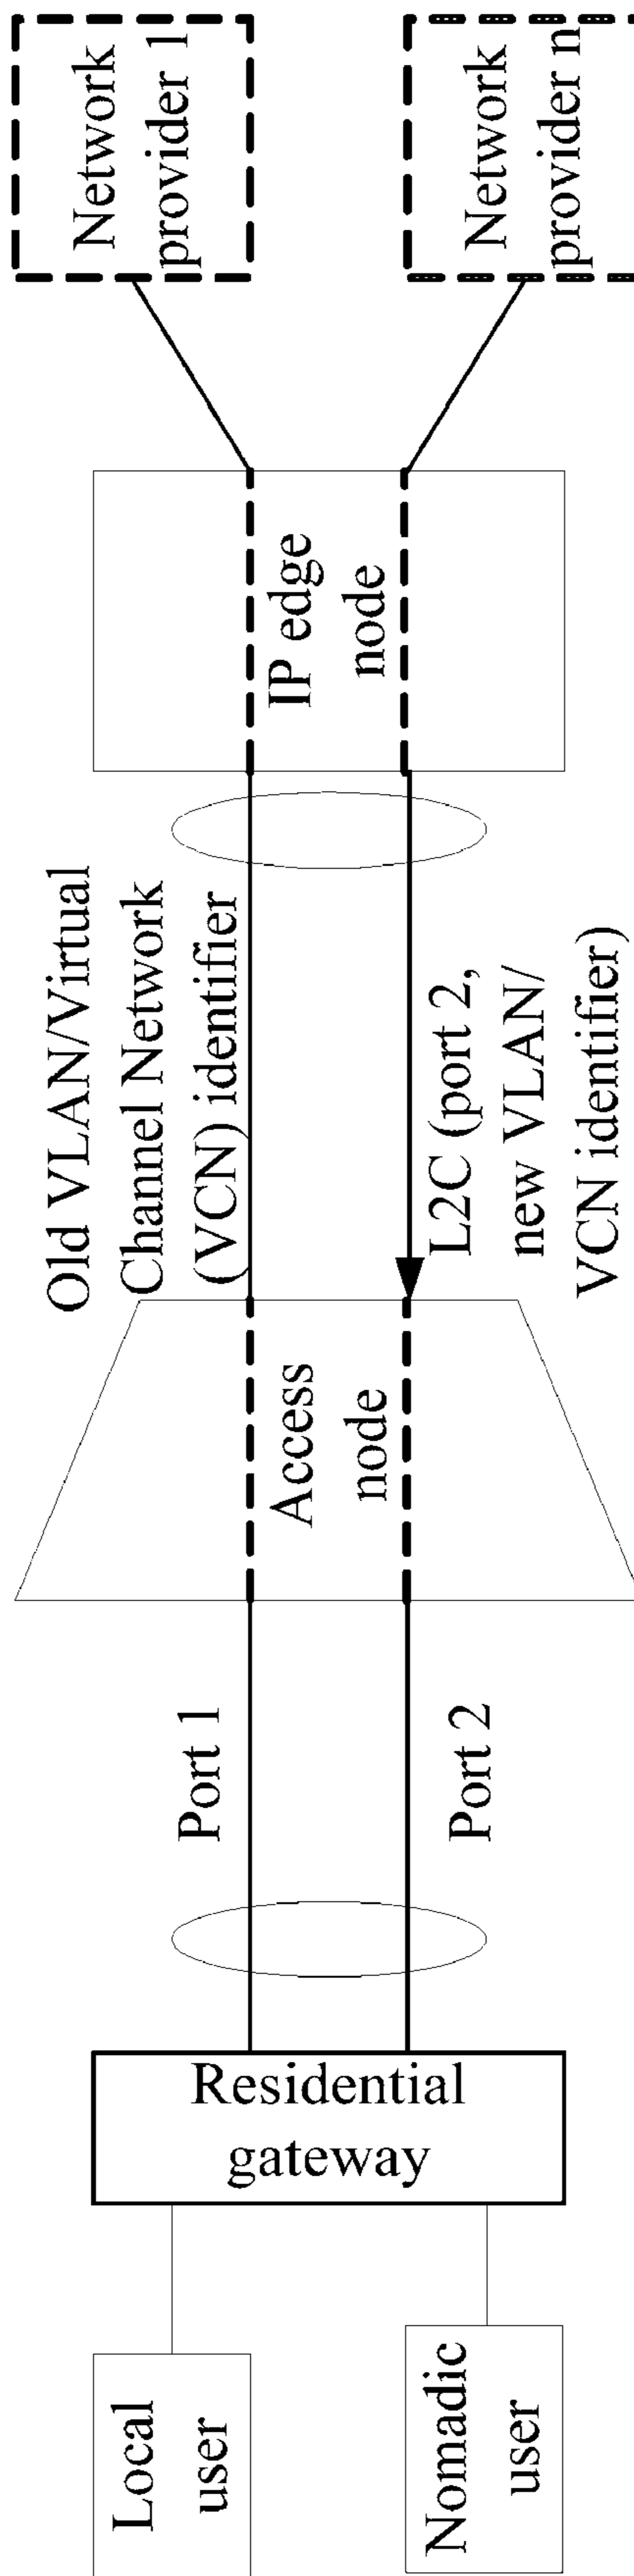 Network
provider 1
Network
provider n
IP edge
node
Old VLAN/Virtual
Channel Network
(VCN) identifier
L2C (port 2,
new VLAN/
VCN identifier)
Access
node
Port 1
Port 2
Residential
gateway
Local
user
Nomadic
user